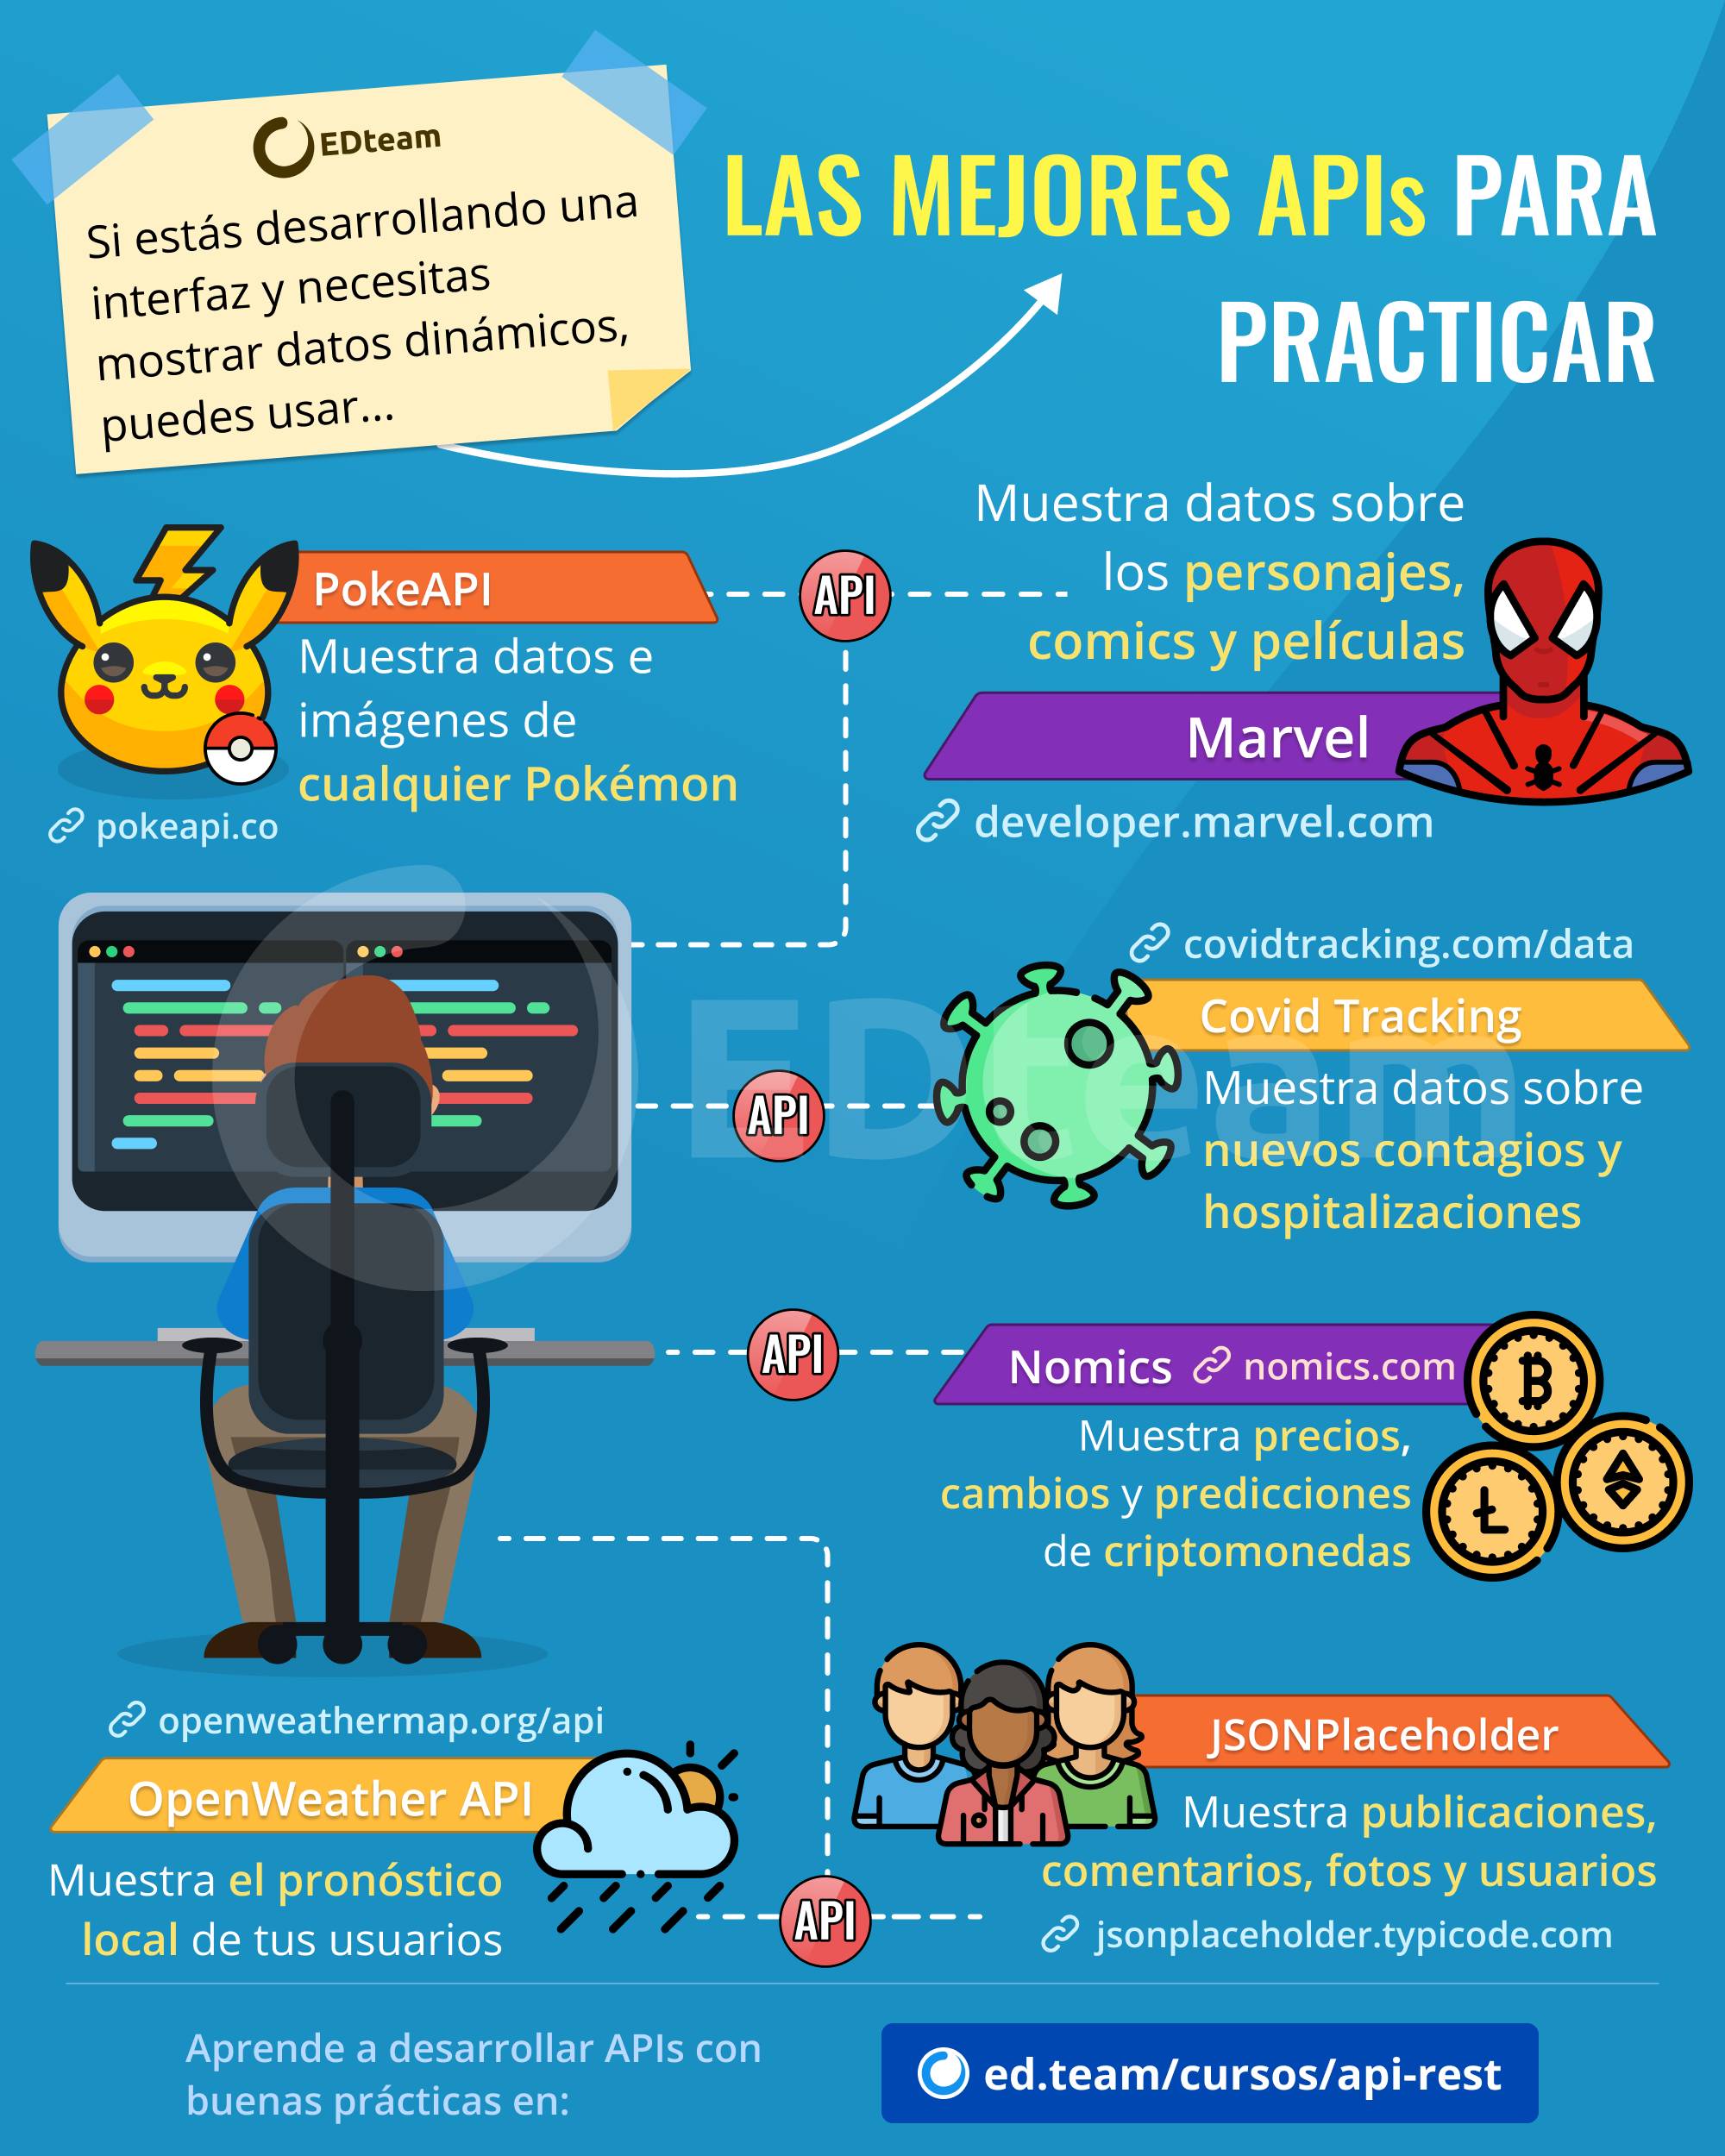 EDteam
Si estás desarrollando una
interfaz y necesitas
mostrar datos dinámicos,
puedes usar...
LAS MEJORES APIs PARA
PRACTICAR
PokeAPI
Muestra datos e
imágenes de
cualquier Pokémon
pokeapi.co
API
Muestra datos sobre
los personajes,
comics y películas
Marvel
developer.marvel.com
covidtracking.com/data
Covid Tracking
Muestra datos sobre
nuevos contagios y
hospitalizaciones
API
EDteam
API
Nomics nomics.com
Muestra precios,
cambios y predicciones
de criptomonedas
openweathermap.org/api
OpenWeather API
Muestra el pronóstico
local de tus usuarios
API
JSONPlaceholder
Muestra publicaciones,
comentarios, fotos y usuarios
jsonplaceholder.typicode.com
Aprende a desarrollar APIs con
buenas prácticas en:
ed.team/cursos/api-rest